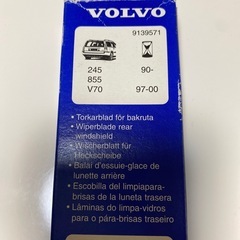 VOLVO
9139571
245 90-
855
V70 97-00
• Torkarblad för bakruta
• Wiperblade rear
windshield
• W-scherblatt für
Heckscheibe
• Balai d'essuie-glace de
lunette arrière
• Escobilla del limpiapara-
brisas de la luneta trasera
• Lâminas do limpa-vidros
para o pára-brisas traseiro